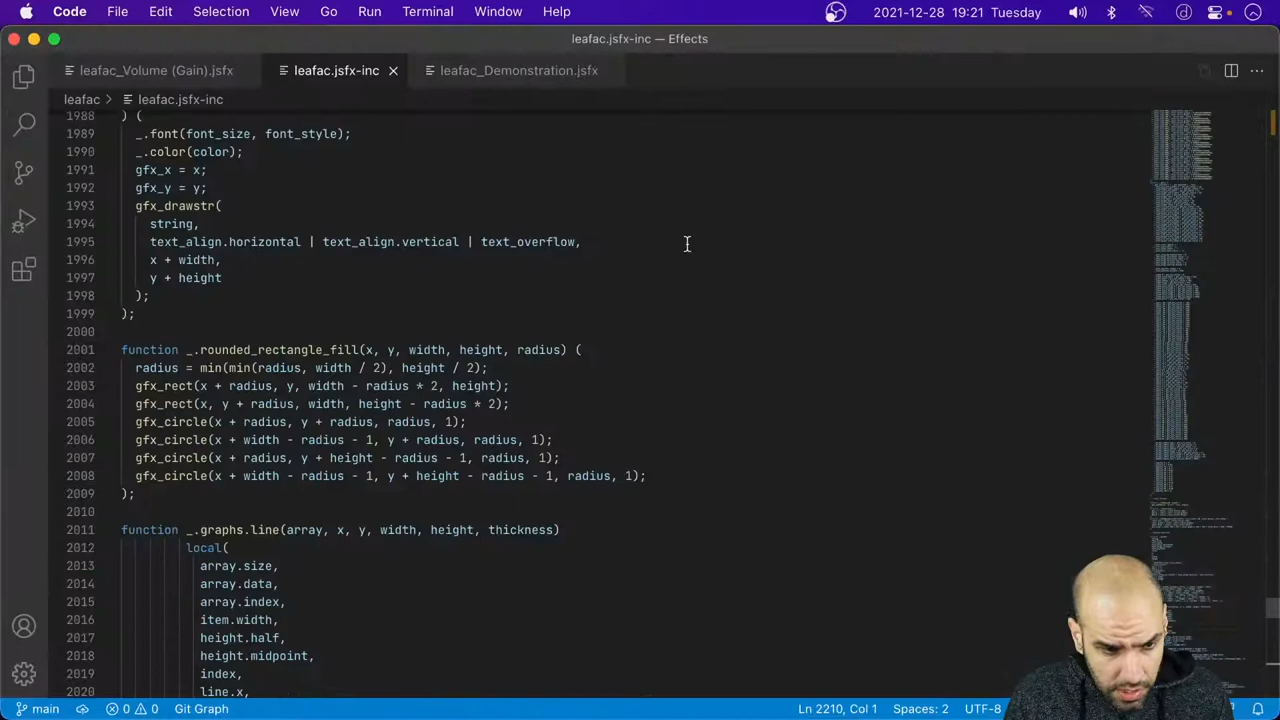 Code File Edit Selection View Go Run Terminal Window Help 2021-12-28 19:21 Tuesday
leafac.jsfx-inc — Effects
leafac_Volume (Gain).jsfx leafac.jsfx-inc leafac_Demonstration.jsfx
leafac > leafac.jsfx-inc
1988 ) (
1989 _.font(font_size, font_style);
1990 _.color(color);
1991 gfx_x = x;
1992 gfx_y = y;
1993 gfx_drawstr(
1994 string,
1995 text_align.horizontal | text_align.vertical | text_overflow,
1996 x + width,
1997 y + height
1998 );
1999 );
2000
2001 function _.rounded_rectangle_fill(x, y, width, height, radius) (
2002 radius = min(min(radius, width / 2), height / 2);
2003 gfx_rect(x + radius, y, width - radius * 2, height);
2004 gfx_rect(x, y + radius, width, height - radius * 2);
2005 gfx_circle(x + radius, y + radius, radius, 1);
2006 gfx_circle(x + width - radius - 1, y + radius, radius, 1);
2007 gfx_circle(x + radius, y + height - radius - 1, radius, 1);
2008 gfx_circle(x + width - radius - 1, y + height - radius - 1, radius, 1);
2009 );
2010
2011 function _.graphs.line(array, x, y, width, height, thickness)
2012 local(
2013 array.size,
2014 array.data,
2015 array.index,
2016 item.width,
2017 height.half,
2018 height.midpoint,
2019 index,
2020 line.x,
main 0 0 Git Graph Ln 2210, Col 1 Spaces: 2 UTF-8